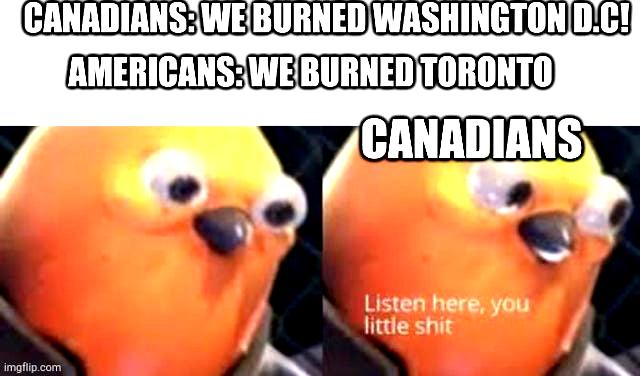 CANADIANS: WE BURNED WASHINGTON D.C!
AMERICANS: WE BURNED TORONTO
CANADIANS
Listen here, you
little shit
imgflip.com